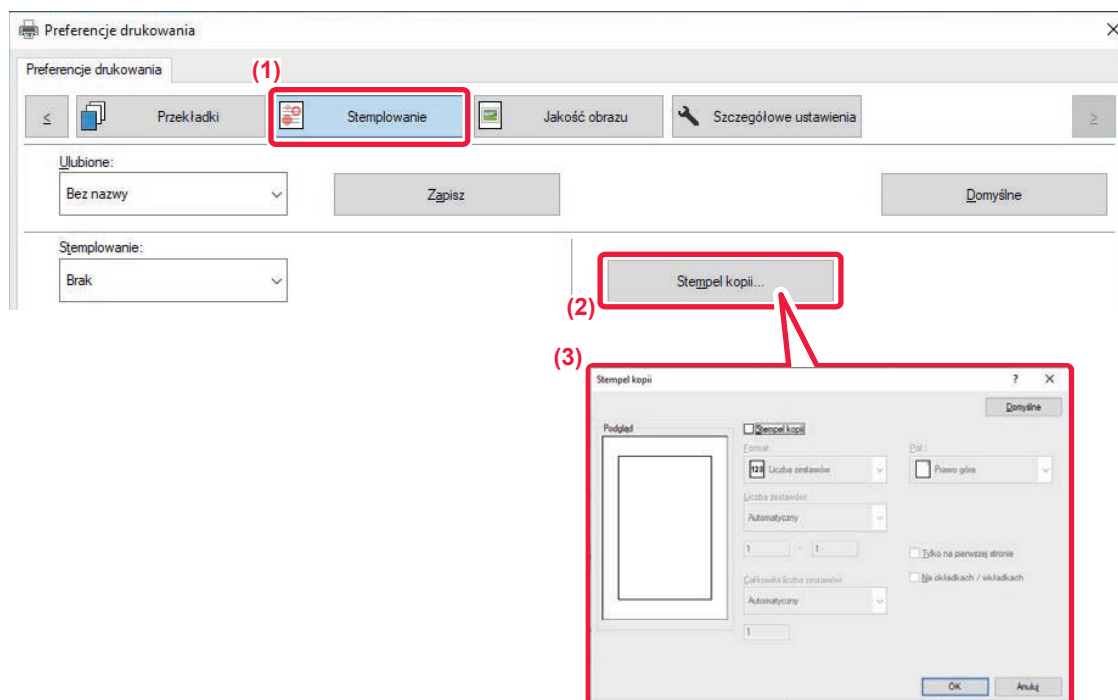 Preferencje drukowania
Preferencje drukowania
(1)
<
Przekładki
Stemplowanie
Jakość obrazu
Szczegółowe ustawienia
>
Ulubione:
Bez nazwy
Zapisz
Domyślne
Stemplowanie:
Brak
Stempel kopii...
(2)
(3)
Stempel kopii
?
Domyślne
Podgląd
Stempel kopii
Format:
123 Liczba zestawów
Poł.:
Prawo góra
Liczba zestawów:
Automatyczny
1 - 1
Tylko na pierwszej stronie
Całkowita liczba zestawów
Na okładkach / wkładkach
Automatyczny
1
OK
Anuluj